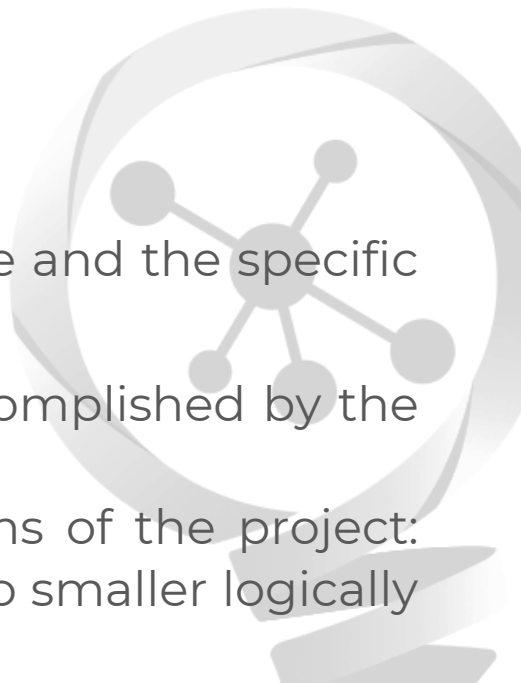 e and the specific
omplished by the
ns of the project:
o smaller logically